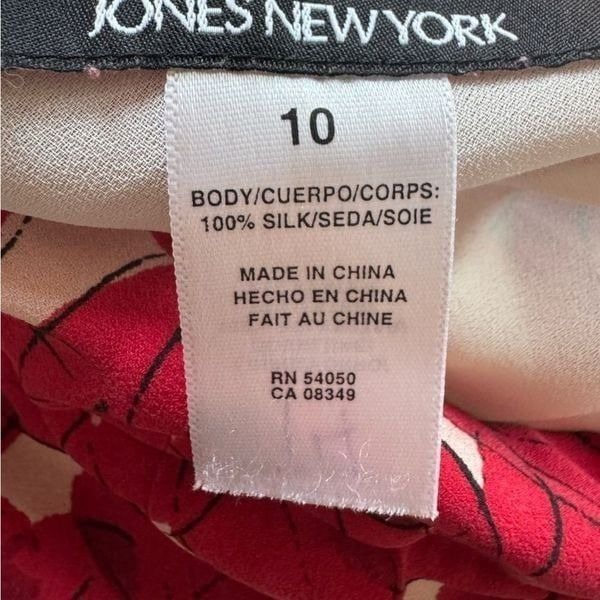 JONES NEW YORK
10
BODY/CUERPO/CORPS:
100% SILK/SEDA/SOIE
MADE IN CHINA
HECHO EN CHINA
FAIT AU CHINE
RN 54050
CA 08349